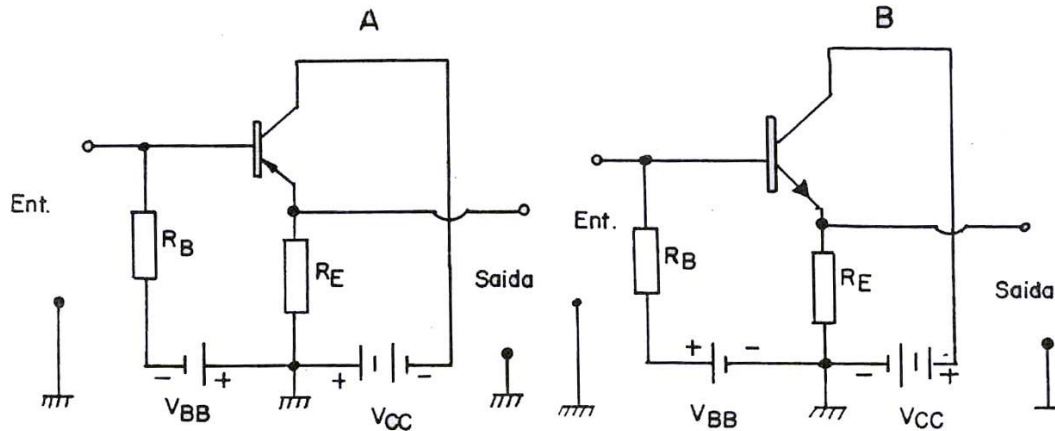 A
B
Ent.
R_B
R_E
Saida
- + + -
V_BB
V_CC
Ent.
R_B
R_E
Saida
+ - - +
V_BB
V_CC